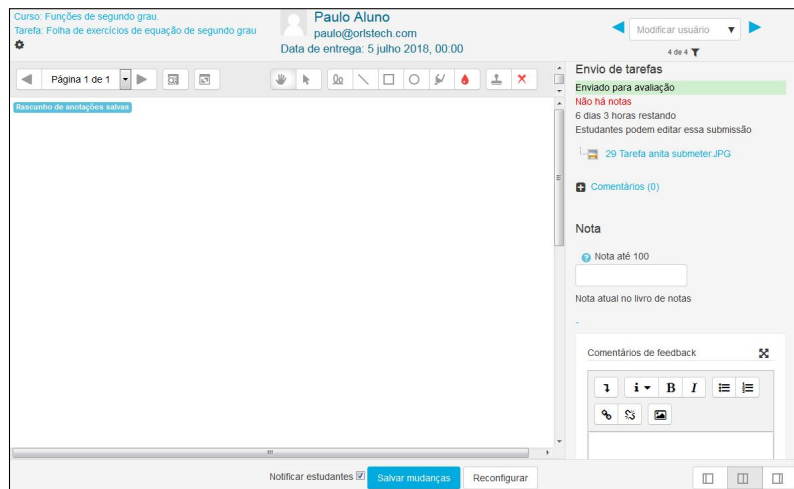 Curso: Funções de segundo grau.
Tarefa: Folha de exercícios de equação de segundo grau
Paulo Aluno
paulo@orlstech.com
Data de entrega: 5 julho 2018, 00:00
Modificar usuário
4 de 4
Página 1 de 1
Rascunho de anotações salvas
Envio de tarefas
Enviado para avaliação
Não há notas
6 dias 3 horas restando
Estudantes podem editar essa submissão
29 Tarefa anita submeter.JPG
Comentários (0)
Nota
Nota até 100
Nota atual no livro de notas
-
Comentários de feedback
i B I
Notificar estudantes
Salvar mudanças
Reconfigurar